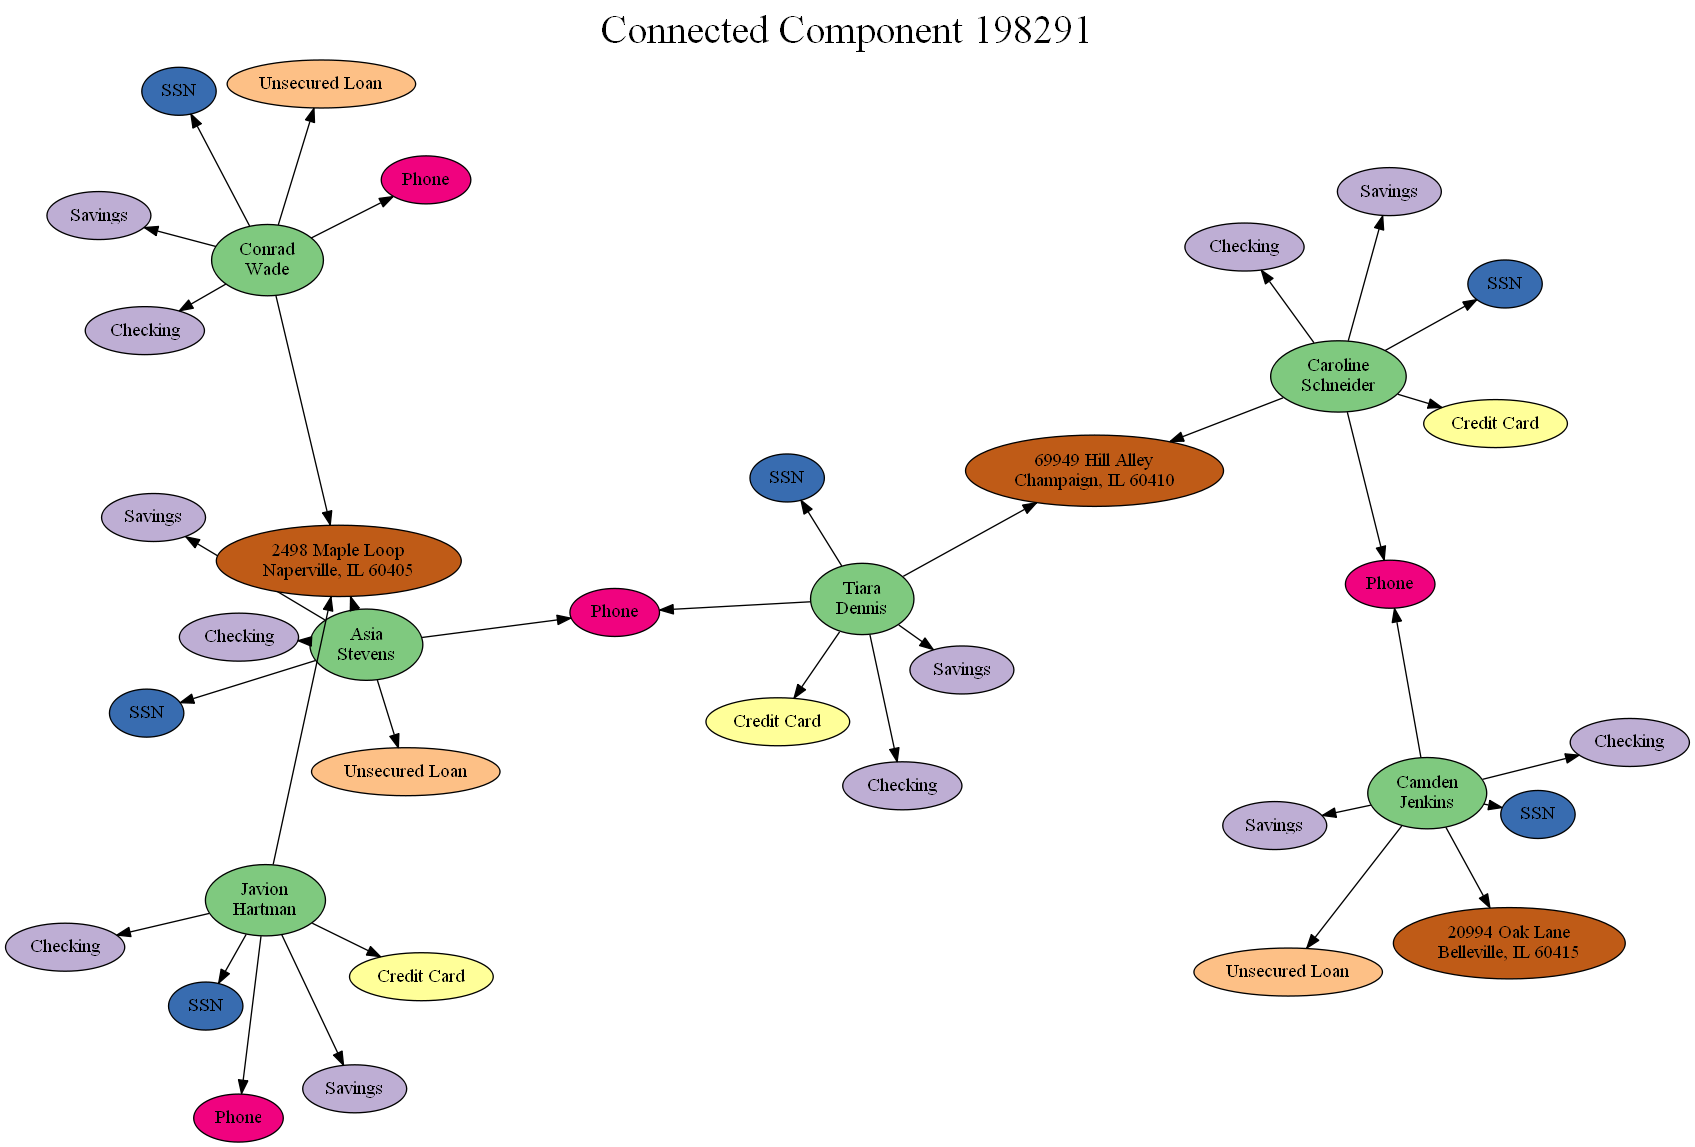 Connected Component 198291
Unsecured Loan
SSN
Phone
Savings
Conrad
Wade
Checking
Savings
Checking
SSN
Caroline
Schneider
Credit Card
69949 Hill Alley
Champaign, IL 60410
SSN
Savings
2498 Maple Loop
Naperville, IL 60405
Phone
Tiara
Dennis
Phone
Checking
Asia
Stevens
Savings
SSN
Credit Card
Unsecured Loan
Checking
Checking
Camden
Jenkins
SSN
Savings
Javion
Hartman
Checking
Credit Card
20994 Oak Lane
Belleville, IL 60415
Unsecured Loan
SSN
Savings
Phone